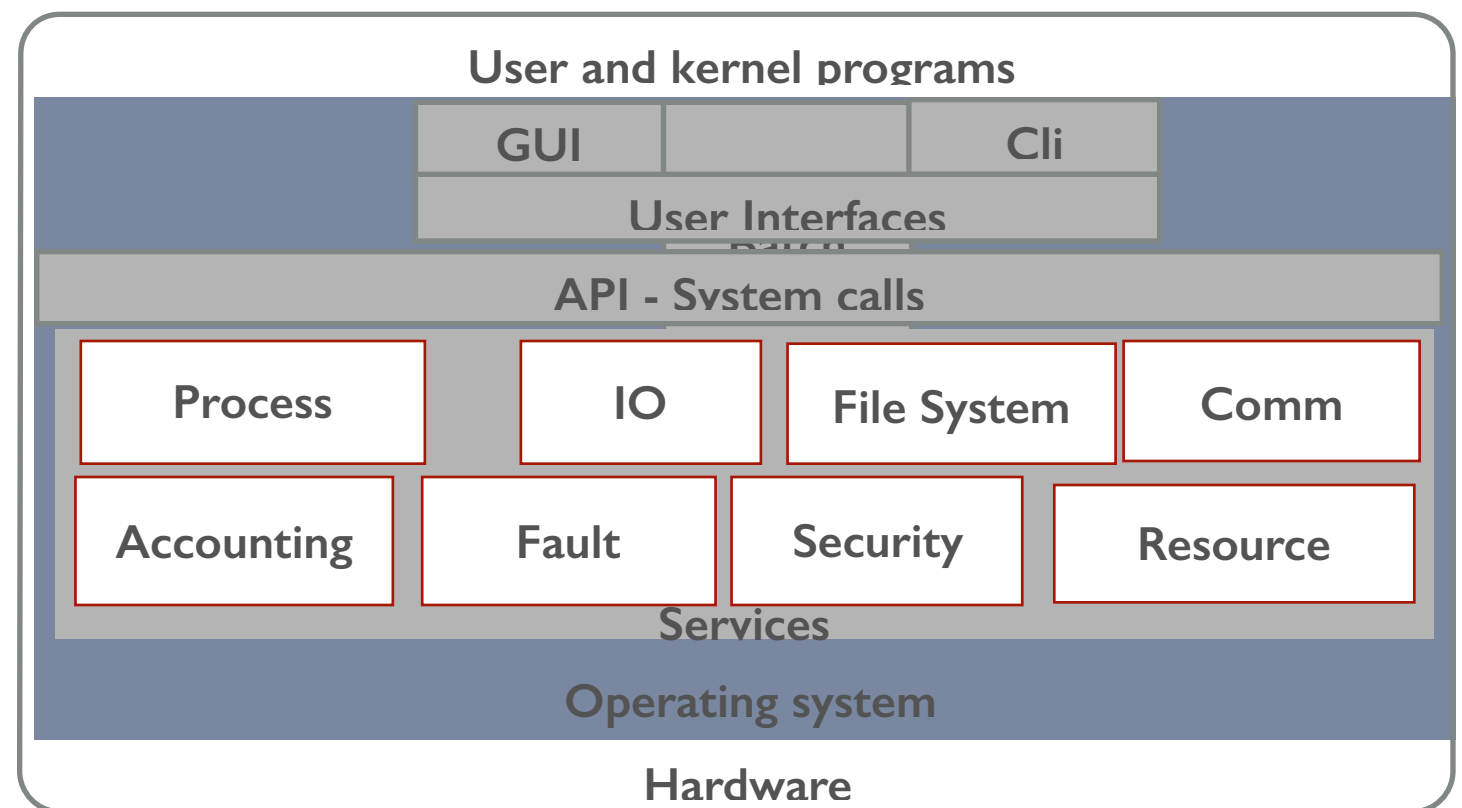 User and kernel programs
GUI
Cli
User Interfaces
Batch
API - System calls
Process
IO
File System
Comm
Accounting
Fault
Security
Resource
Services
Operating system
Hardware